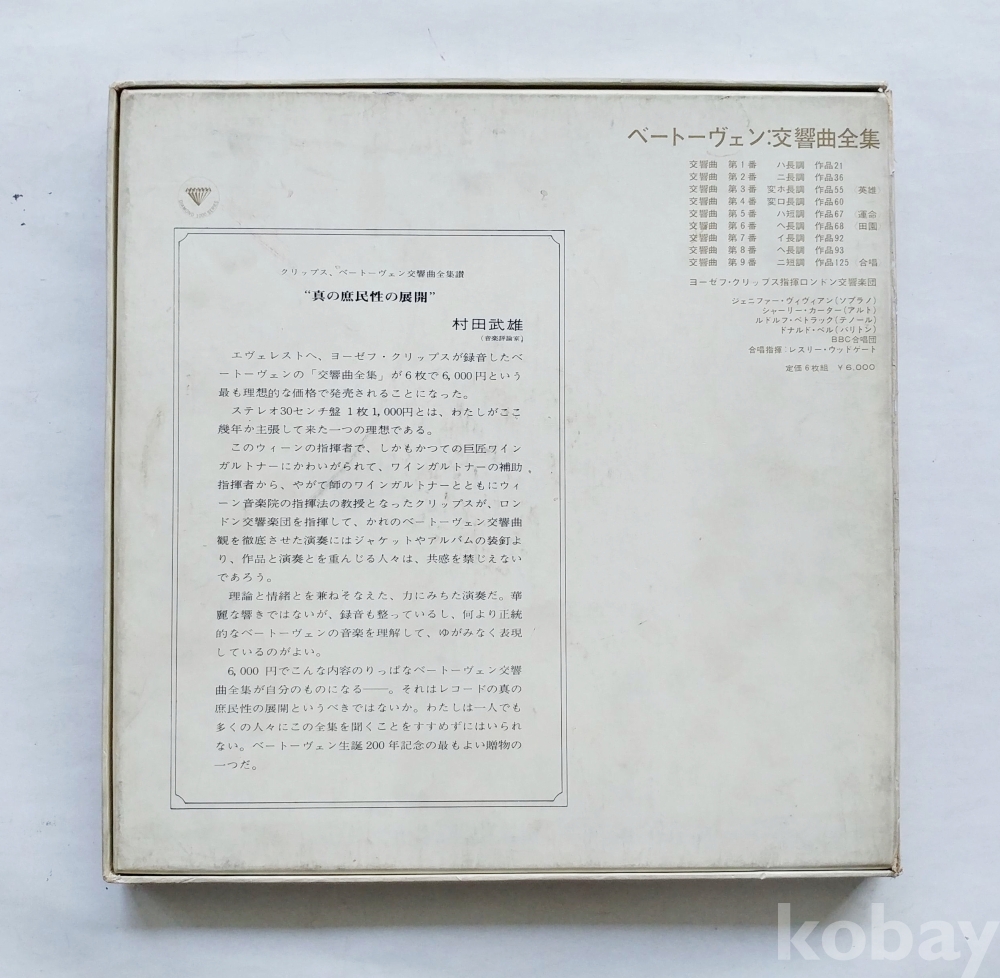 ベートーヴェン:交響曲全集
交響曲 第1番 ハ長調 作品21
交響曲 第2番 ニ長調 作品36
交響曲 第3番 変ホ長調 作品55 英雄
交響曲 第4番 変ロ長調 作品60
交響曲 第5番 ハ短調 作品67 運命
交響曲 第6番 ヘ長調 作品68 田園
交響曲 第7番 イ長調 作品92
交響曲 第8番 ヘ長調 作品93
交響曲 第9番 ニ短調 作品125 合唱
ヨーゼフ・クリップス指揮ロンドン交響楽団
ジェニファー・ヴィヴィアン(ソプラノ)
シャーリー・カーター(アルト)
ルドルフ・ペトラック(テノール)
ドナルド・ベル(バリトン)
BBC合唱団
合唱指揮:レスリー・ウッドゲート
定価6枚組 ¥6,000
クリップス、ベートーヴェン交響曲全集讃
“真の庶民性の展開”
村田武雄
(音楽評論家)
エヴェレストへ、ヨーゼフ・クリップスが録音したベ
ートーヴェンの「交響曲全集」が6枚で6,000円という
最も理想的な価格で発売されることになった。
ステレオ30センチ盤 1枚1,000円とは、わたしがここ
幾年か主張して来た一つの理想である。
このウィーンの指揮者で、しかもかつての巨匠ワイン
ガルトナーにかわいがられて、ワインガルトナーの補助
指揮者から、やがて師のワインガルトナーとともにウィ
ーン音楽院の指揮法の教授となったクリップスが、ロン
ドン交響楽団を指揮して、かれのベートーヴェン交響曲
観を徹底させた演奏にはジャケットやアルバムの装釘よ
り、作品と演奏とを重んじる人々は、共感を禁じえない
であろう。
理論と情緒とを兼ねそなえた、力にみちた演奏だ。華
麗な響きではないが、録音も整っているし、何より正統
的なベートーヴェンの音楽を理解して、ゆがみなく表現
しているのがよい。
6,000 円でこんな内容のりっぱなベートーヴェン交響
曲全集が自分のものになる――。それはレコードの真の
庶民性の展開というべきではないか。わたしは一人でも
多くの人々にこの全集を聞くことをすすめずにはいられ
ない。ベートーヴェン生誕200年記念の最もよい贈物の
一つだ。
kobay